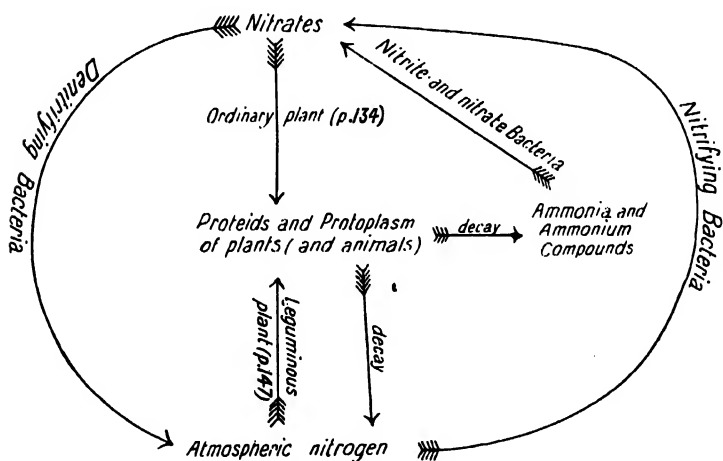 Nitrates
Denitrifying Bacteria
Ordinary plant (p.134)
Nitrite and nitrate Bacteria
Nitrifying Bacteria
Proteids and Protoplasm
of plants (and animals)
decay
Ammonia and
Ammonium
Compounds
Leguminous
plant (p.147)
decay
Atmospheric nitrogen